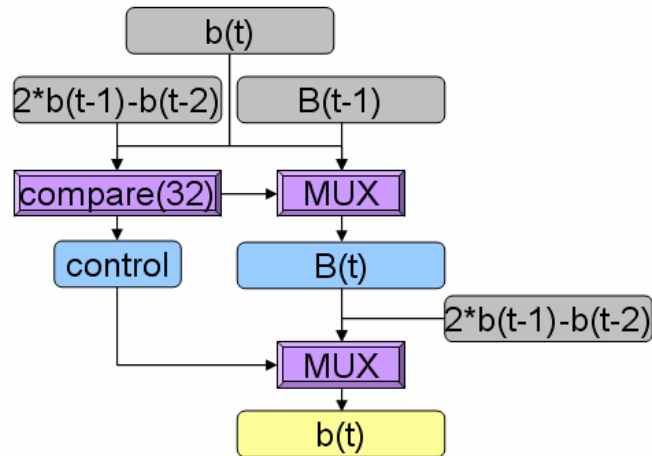 b(t)
2*b(t-1)-b(t-2)
B(t-1)
compare(32)
MUX
control
B(t)
2*b(t-1)-b(t-2)
MUX
b(t)